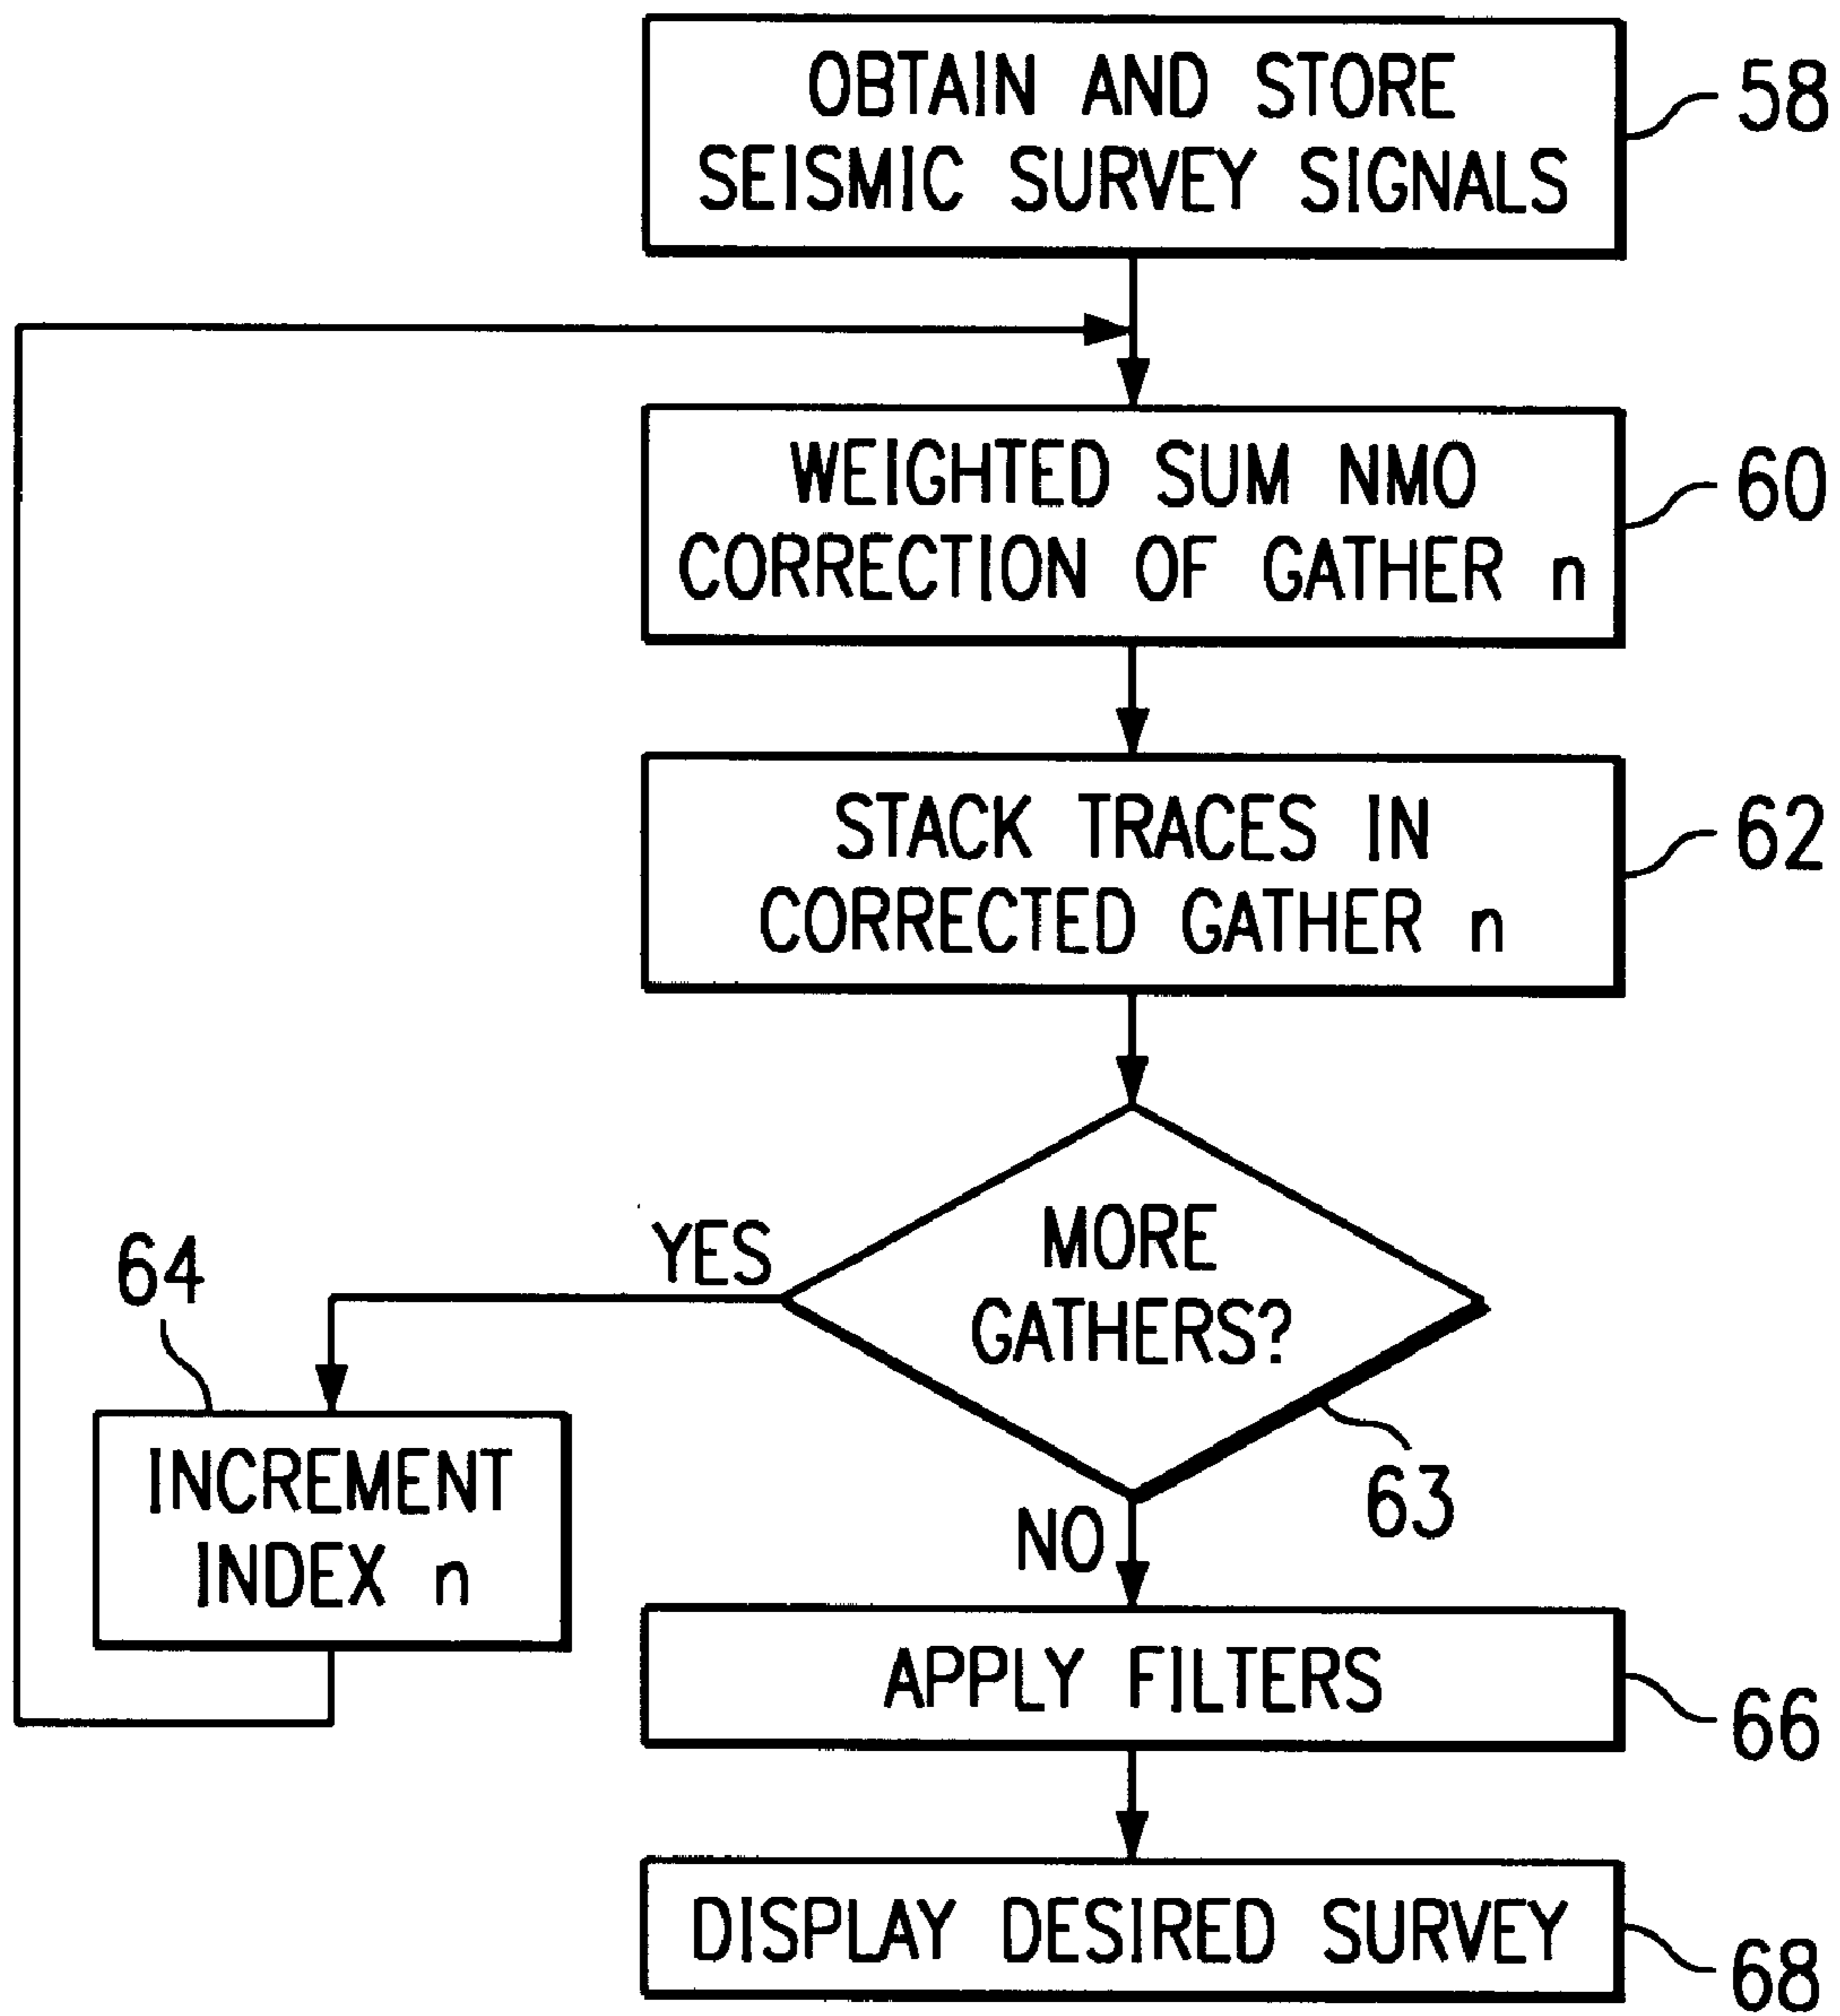 OBTAIN AND STORE
SEISMIC SURVEY SIGNALS
58
WEIGHTED SUM NMO
CORRECTION OF GATHER n
60
STACK TRACES IN
CORRECTED GATHER n
62
MORE
GATHERS?
63
YES
64
INCREMENT
INDEX n
NO
APPLY FILTERS
66
DISPLAY DESIRED SURVEY
68